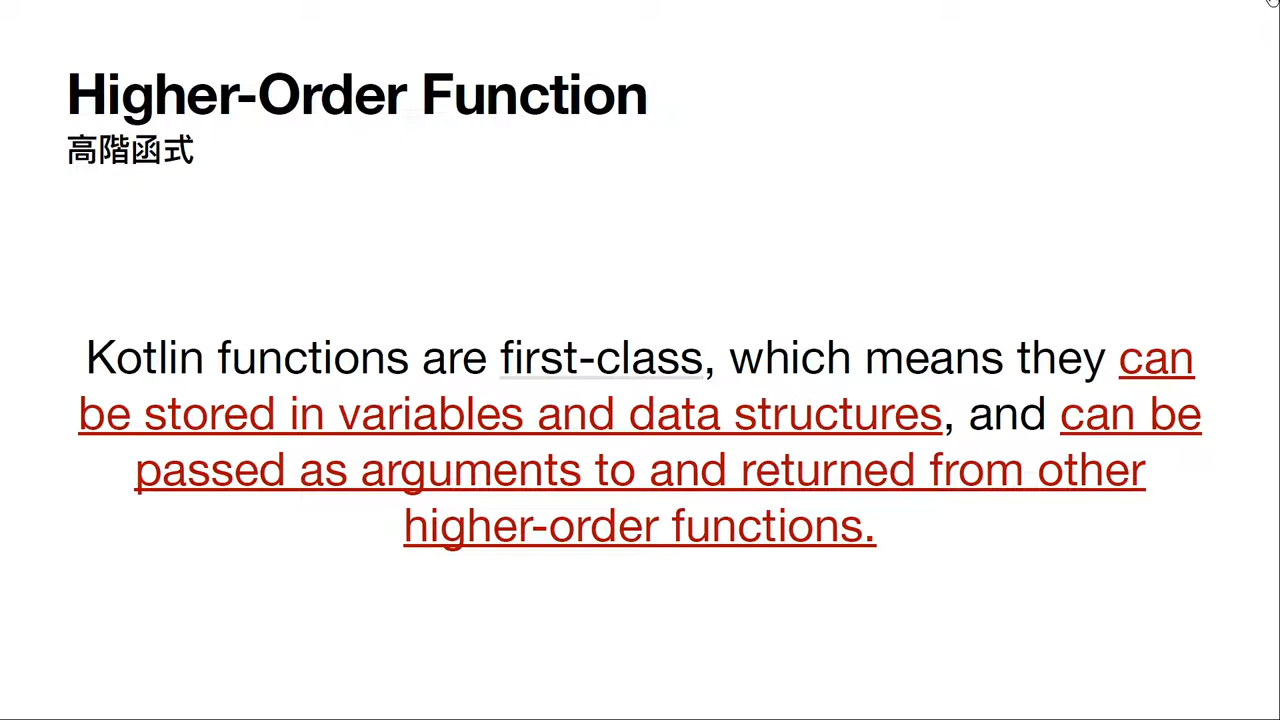 Higher-Order Function
高階函式
Kotlin functions are first-class, which means they can
be stored in variables and data structures, and can be
passed as arguments to and returned from other
higher-order functions.